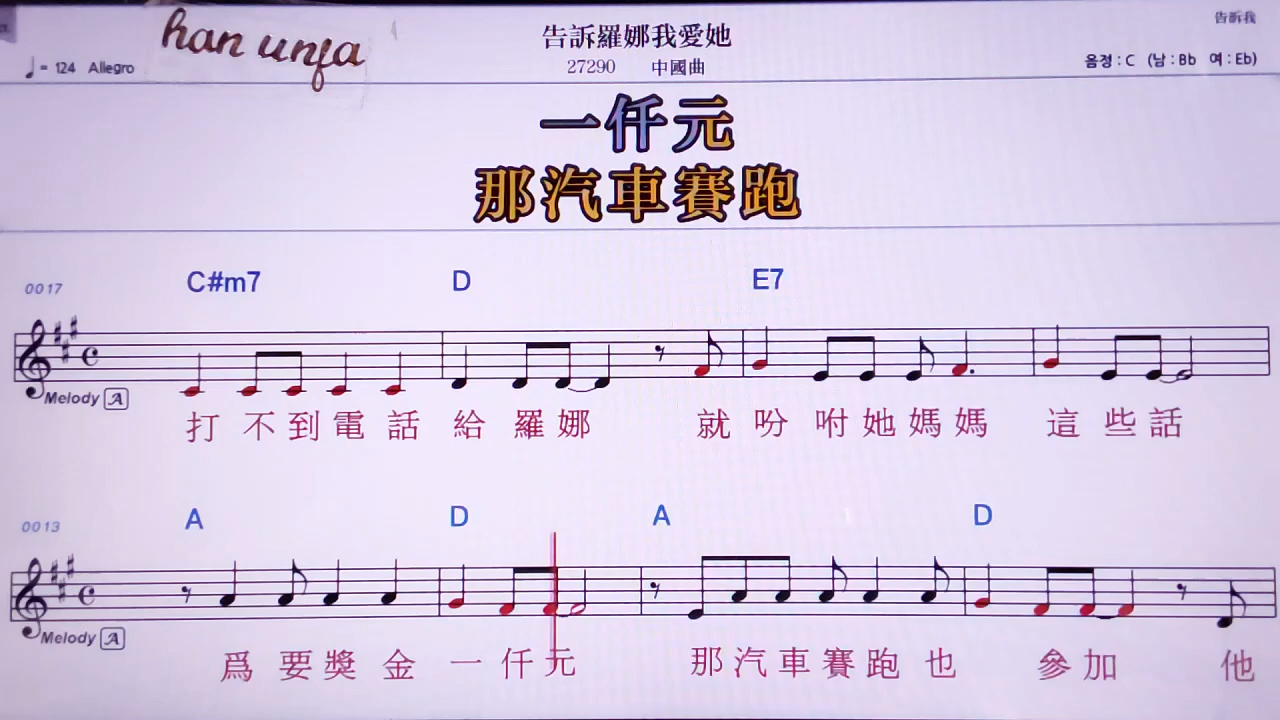 han unja
告訴羅娜我愛她
告訴我
♩= 124 Allegro
27290 中國曲
음정 : C (남 : Bb 여 : Eb)
一仟元
那汽車賽跑
0017 C#m7 D E7
Melody A
打不到電話給羅娜 就吩咐她媽媽 這些話
0013 A D A D
Melody A
爲要獎金一仟元 那汽車賽跑也參加 他